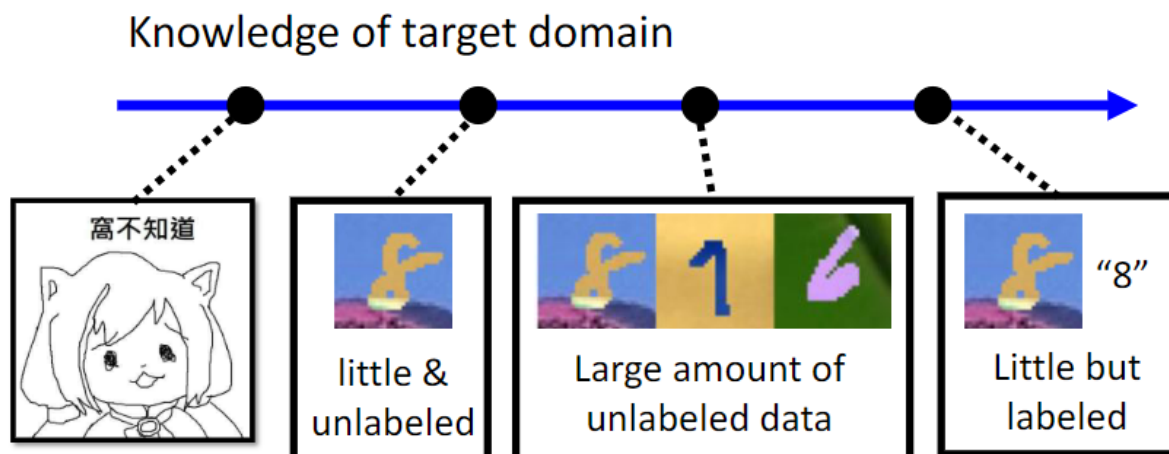 Knowledge of target domain
窩不知道
little &
unlabeled
Large amount of
unlabeled data
“8”
Little but
labeled